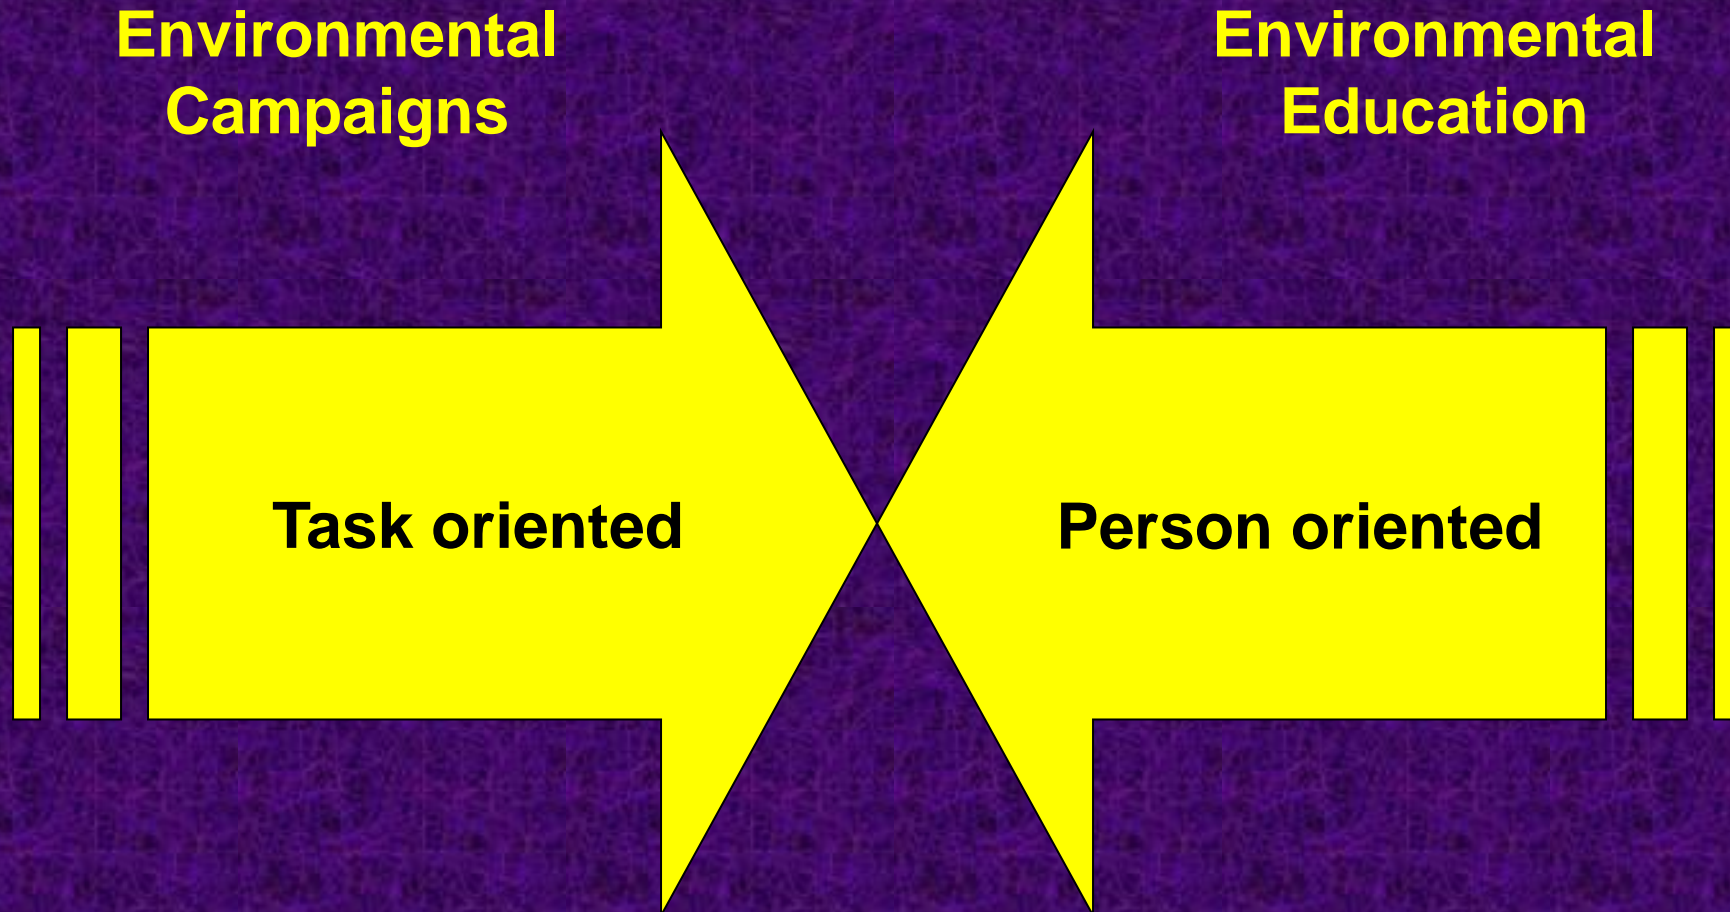 Environmental
Campaigns
Environmental
Education
Task oriented
Person oriented